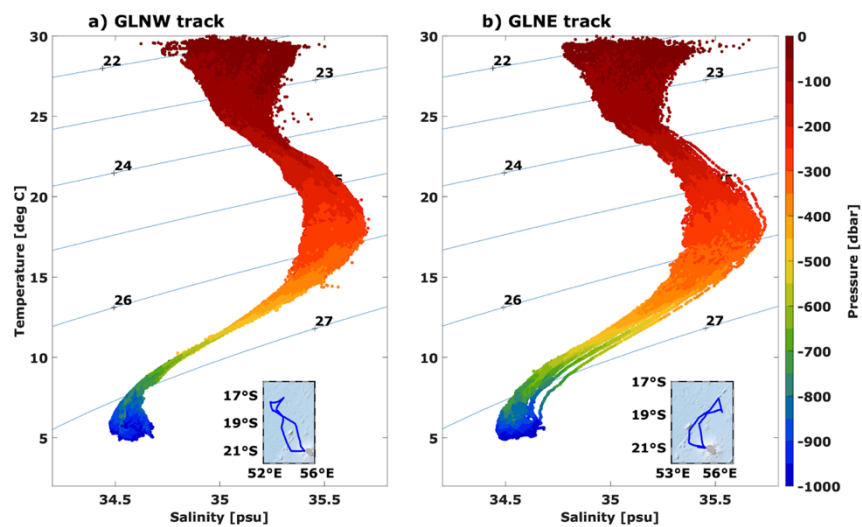 a) GLNW track
b) GLNE track
30
25
20
15
10
5
Temperature [deg C]
22
23
24
26
27
17°S
19°S
21°S
52°E 56°E
34.5 35 35.5
Salinity [psu]
30
25
20
15
10
5
22
23
24
26
27
17°S
19°S
21°S
53°E 56°E
34.5 35 35.5
Salinity [psu]
0
-100
-200
-300
-400
-500
-600
-700
-800
-900
-1000
Pressure [dbar]